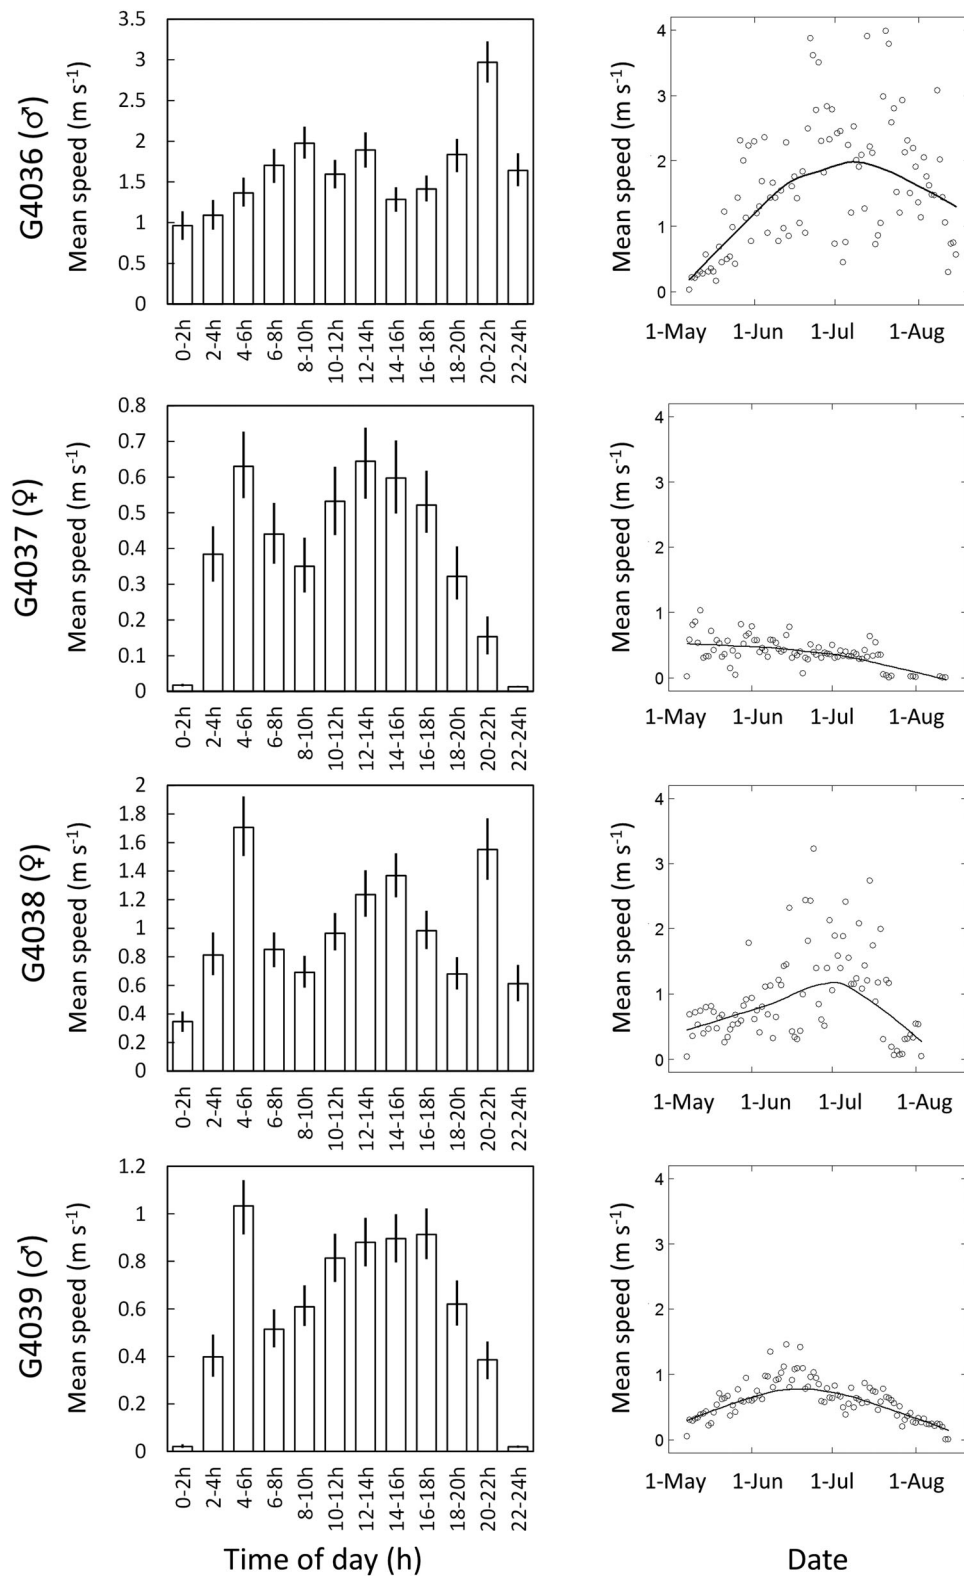 G4036 (♂)
Mean speed (m s⁻¹)
3.5
3
2.5
2
1.5
1
0.5
0
0-2h
2-4h
4-6h
6-8h
8-10h
10-12h
12-14h
14-16h
16-18h
18-20h
20-22h
22-24h
Mean speed (m s⁻¹)
4
3
2
1
0
1-May 1-Jun 1-Jul 1-Aug
G4037 (♀)
Mean speed (m s⁻¹)
0.8
0.7
0.6
0.5
0.4
0.3
0.2
0.1
0
0-2h
2-4h
4-6h
6-8h
8-10h
10-12h
12-14h
14-16h
16-18h
18-20h
20-22h
22-24h
Mean speed (m s⁻¹)
4
3
2
1
0
1-May 1-Jun 1-Jul 1-Aug
G4038 (♀)
Mean speed (m s⁻¹)
2
1.8
1.6
1.4
1.2
1
0.8
0.6
0.4
0.2
0
0-2h
2-4h
4-6h
6-8h
8-10h
10-12h
12-14h
14-16h
16-18h
18-20h
20-22h
22-24h
Mean speed (m s⁻¹)
4
3
2
1
0
1-May 1-Jun 1-Jul 1-Aug
G4039 (♂)
Mean speed (m s⁻¹)
1.2
1
0.8
0.6
0.4
0.2
0
0-2h
2-4h
4-6h
6-8h
8-10h
10-12h
12-14h
14-16h
16-18h
18-20h
20-22h
22-24h
Time of day (h)
Mean speed (m s⁻¹)
4
3
2
1
0
1-May 1-Jun 1-Jul 1-Aug
Date